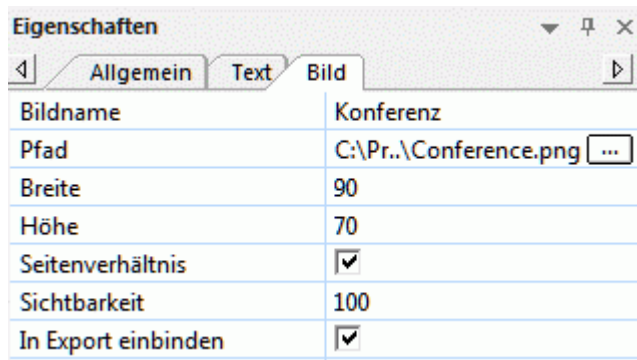 Eigenschaften
Allgemein Text Bild
Bildname Konferenz
Pfad C:\Pr..\Conference.png ...
Breite 90
Höhe 70
Seitenverhältnis
Sichtbarkeit 100
In Export einbinden